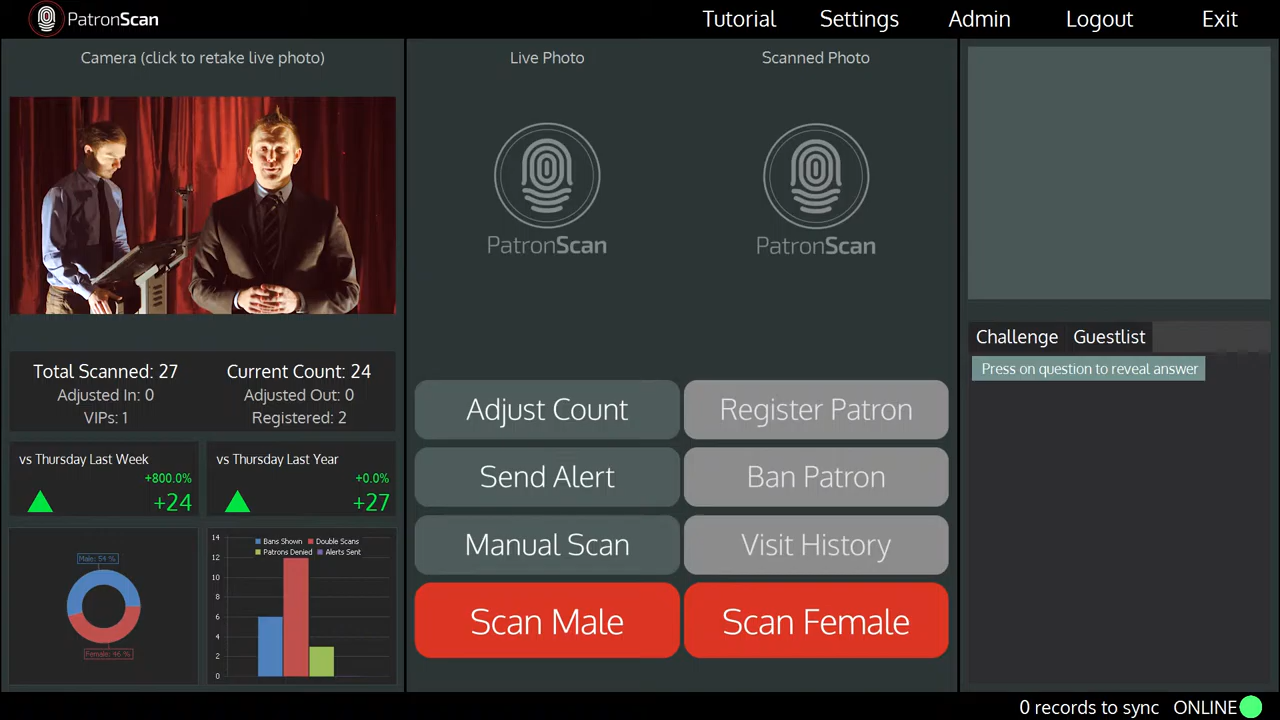 PatronScan
Tutorial
Settings
Admin
Logout
Exit
Camera (click to retake live photo)
Live Photo
Scanned Photo
PatronScan
PatronScan
Total Scanned: 27
Current Count: 24
Adjusted In: 0
Adjusted Out: 0
VIPs: 1
Registered: 2
vs Thursday Last Week
+800.0%
+24
vs Thursday Last Year
+0.0%
+27
Male: 54 %
Female: 46 %
14
12
10
8
6
4
2
0
Bans Shown
Double Scans
Patrons Denied
Alerts Sent
Adjust Count
Register Patron
Send Alert
Ban Patron
Manual Scan
Visit History
Scan Male
Scan Female
Challenge
Guestlist
Press on question to reveal answer
0 records to sync
ONLINE